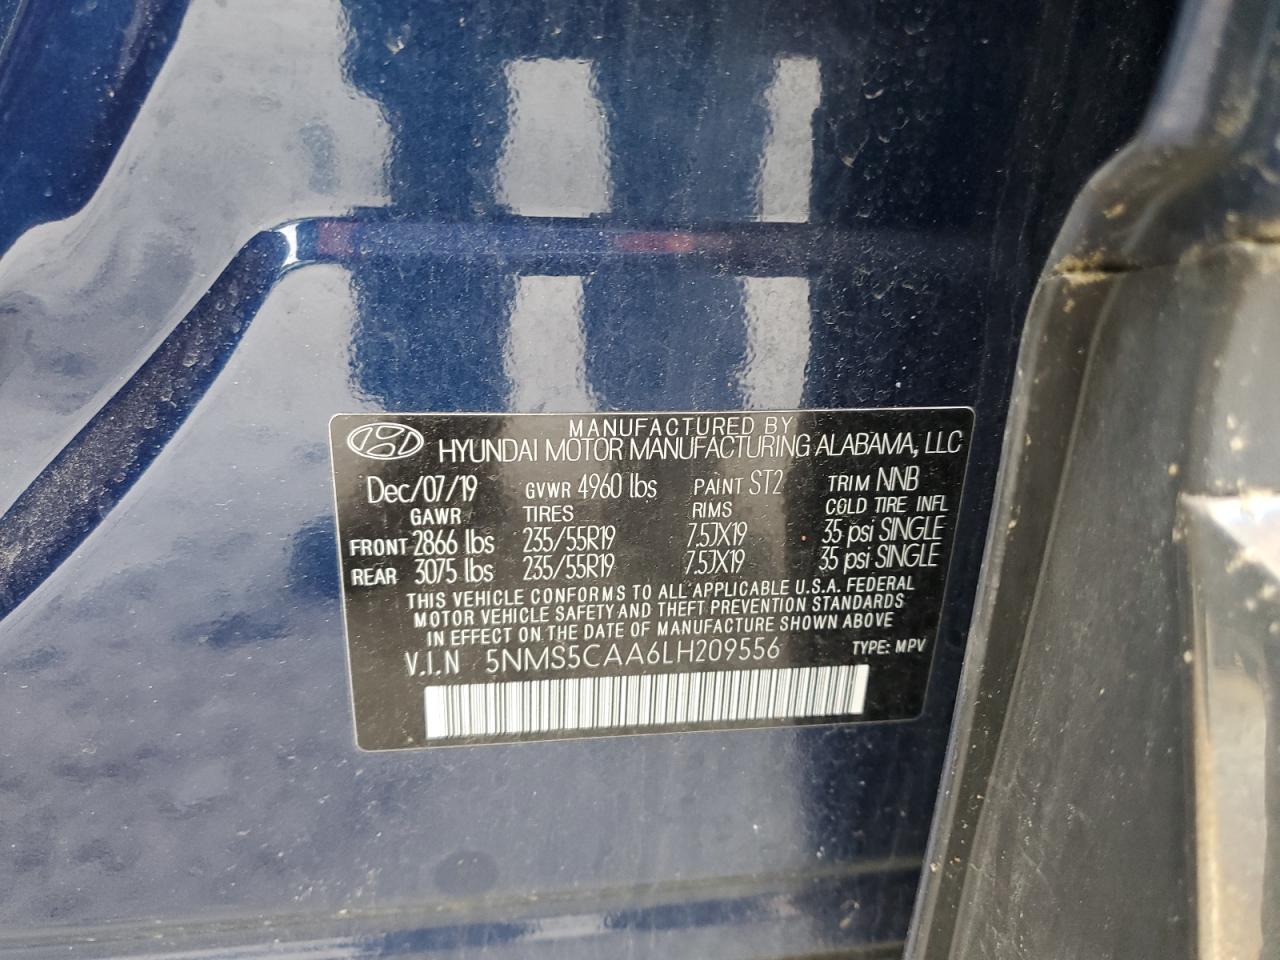 MANUFACTURED BY
HYUNDAI MOTOR MANUFACTURING ALABAMA, LLC
Dec/07/19 GVWR 4960 lbs PAINT ST2 TRIM NNB
GAWR TIRES RIMS COLD TIRE INFL
FRONT 2866 lbs 235/55R19 7.5JX19 35 psi SINGLE
REAR 3075 lbs 235/55R19 7.5JX19 35 psi SINGLE
THIS VEHICLE CONFORMS TO ALL APPLICABLE U.S.A. FEDERAL
MOTOR VEHICLE SAFETY AND THEFT PREVENTION STANDARDS
IN EFFECT ON THE DATE OF MANUFACTURE SHOWN ABOVE
V.I.N 5NMS5CAA6LH209556 TYPE: MPV